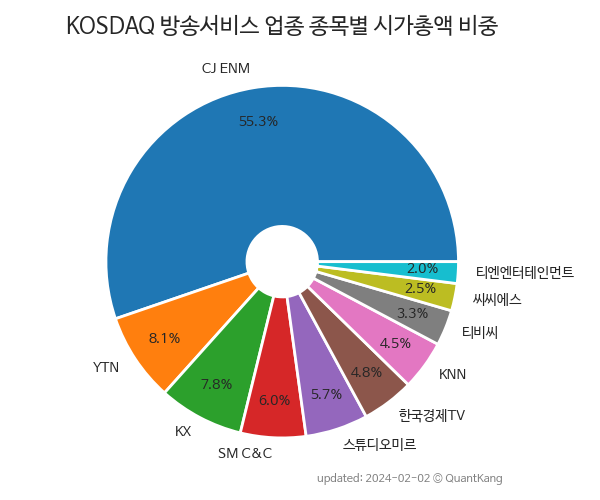 KOSDAQ 방송서비스 업종 종목별 시가총액 비중
CJ ENM
55.3%
YTN
8.1%
KX
7.8%
SM C&C
6.0%
스튜디오미르
5.7%
한국경제TV
4.8%
KNN
4.5%
티비씨
3.3%
씨씨에스
2.5%
티엔엔터테인먼트
2.0%
updated: 2024-02-02 © QuantKang